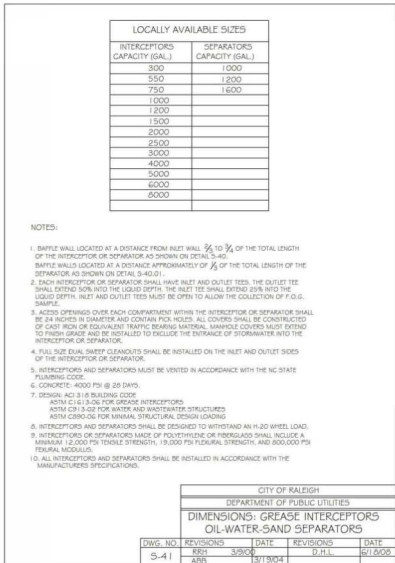 LOCALLY AVAILABLE SIZES
INTERCEPTORS SEPARATORS
CAPACITY (GAL.) CAPACITY (GAL.)
300 1000
550 1200
750 1600
1000
1200
1500
2000
2500
3000
4000
5000
6000
8000
NOTES:
1. BAFFLE WALL LOCATED AT A DISTANCE FROM INLET WALL 2/3 TO 3/4 OF THE TOTAL LENGTH
OF THE INTERCEPTOR OR SEPARATOR AS SHOWN ON DETAIL S-40.
BAFFLE WALLS LOCATED AT A DISTANCE APPROXIMATELY OF 1/3 OF THE TOTAL LENGTH OF THE
SEPARATOR AS SHOWN ON DETAIL S-40.01.
2. EACH INTERCEPTOR OR SEPARATOR SHALL HAVE INLET AND OUTLET TEES. THE OUTLET TEE
SHALL EXTEND 50% INTO THE LIQUID DEPTH. THE INLET TEE SHALL EXTEND 25% INTO THE
LIQUID DEPTH. INLET AND OUTLET TEES MUST BE OPEN TO ALLOW THE COLLECTION OF F.O.G.
SAMPLE.
3. ACESS OPENINGS OVER EACH COMPARTMENT WITHIN THE INTERCEPTOR OR SEPARATOR SHALL
BE 24 INCHES IN DIAMETER AND CONTAIN PICK HOLES. ALL COVERS SHALL BE CONSTRUCTED
OF CAST IRON OR EQUIVALENT TRAFFIC BEARING MATERIAL. MANHOLE COVERS MUST EXTEND
TO FINISH GRADE AND BE INSTALLED TO EXCLUDE THE ENTRANCE OF STORMWATER INTO THE
INTERCEPTOR OR SEPARATOR.
4. FULL SIZE DUAL SWEEP CLEANOUTS SHALL BE INSTALLED ON THE INLET AND OUTLET SIDES
OF THE INTERCEPTOR OR SEPARATOR.
5. INTERCEPTORS AND SEPARATORS MUST BE VENTED IN ACCORDANCE WITH THE NC STATE
PLUMBING CODE.
6. CONCRETE: 4000 PSI @ 28 DAYS.
7. DESIGN: ACI 318 BUILDING CODE
ASTM C1613-06 FOR GREASE INTERCEPTORS
ASTM C913-02 FOR WATER AND WASTEWATER STRUCTURES
ASTM C890-06 FOR MINIMAL STRUCTURAL DESIGN LOADING
8. INTERCEPTORS AND SEPARATORS SHALL BE DESIGNED TO WITHSTAND AN H-20 WHEEL LOAD.
9. INTERCEPTORS OR SEPARATORS MADE OF POLYETHYLENE OR FIBERGLASS SHALL INCLUDE A
MINIMUM 12,000 PSI TENSILE STRENGTH, 19,000 PSI FLEXURAL STRENGTH, AND 800,000 PSI
FEXURAL MODULUS.
10. ALL INTERCEPTORS AND SEPARATORS SHALL BE INSTALLED IN ACCORDANCE WITH THE
MANUFACTURERS SPECIFICATIONS.
CITY OF RALEIGH
DEPARTMENT OF PUBLIC UTILITIES
DIMENSIONS: GREASE INTERCEPTORS
OIL-WATER-SAND SEPARATORS
DWG. NO. REVISIONS DATE REVISIONS DATE
S-41 RRH 3/9/00 D.H.L. 6/18/08
ABB 3/19/04